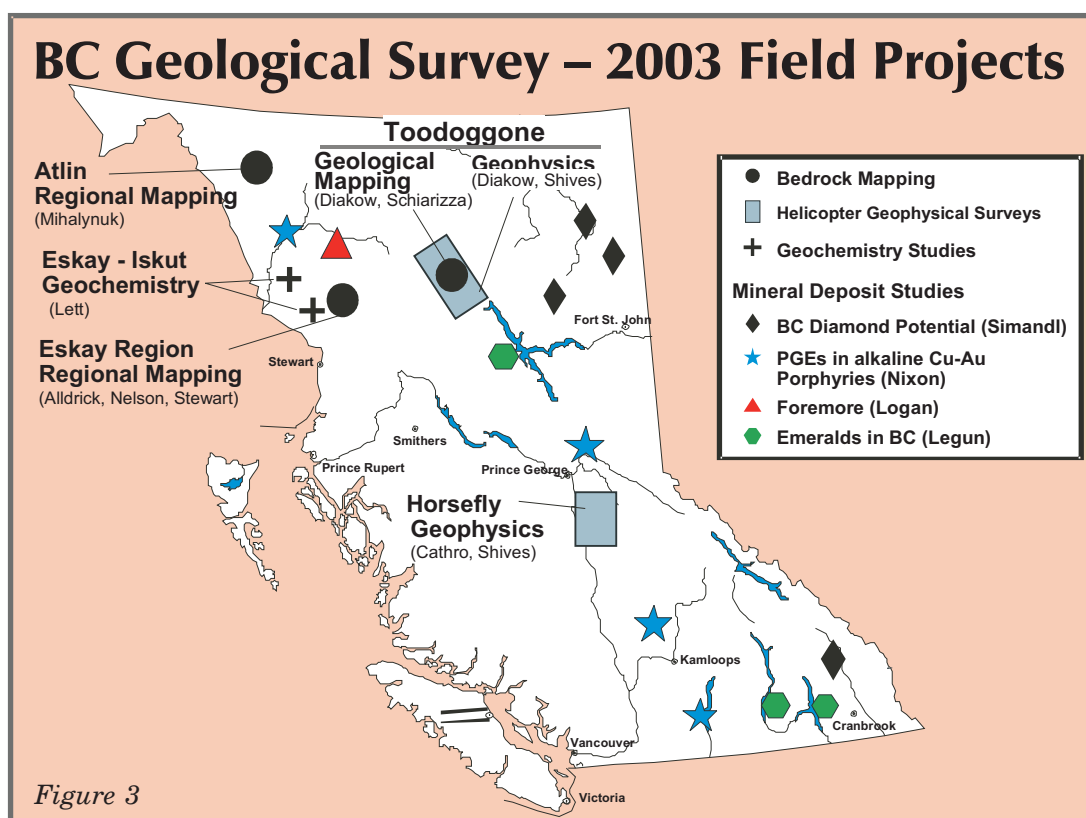 BC Geological Survey – 2003 Field Projects
Toodoggone
Geological
Mapping
(Diakow, Schiarizza)
Geophysics
(Diakow, Shives)
Atlin
Regional Mapping
(Mihalynuk)
Eskay - Iskut
Geochemistry
(Lett)
Eskay Region
Regional Mapping
(Alldrick, Nelson, Stewart)
Bedrock Mapping
Helicopter Geophysical Surveys
Geochemistry Studies
Mineral Deposit Studies
BC Diamond Potential (Simandl)
PGEs in alkaline Cu-Au
Porphyries (Nixon)
Foremore (Logan)
Emeralds in BC (Legun)
Fort St. John
Stewart
Smithers
Prince Rupert
Prince George
Horsefly
Geophysics
(Cathro, Shives)
Kamloops
Cranbrook
Vancouver
Victoria
Figure 3